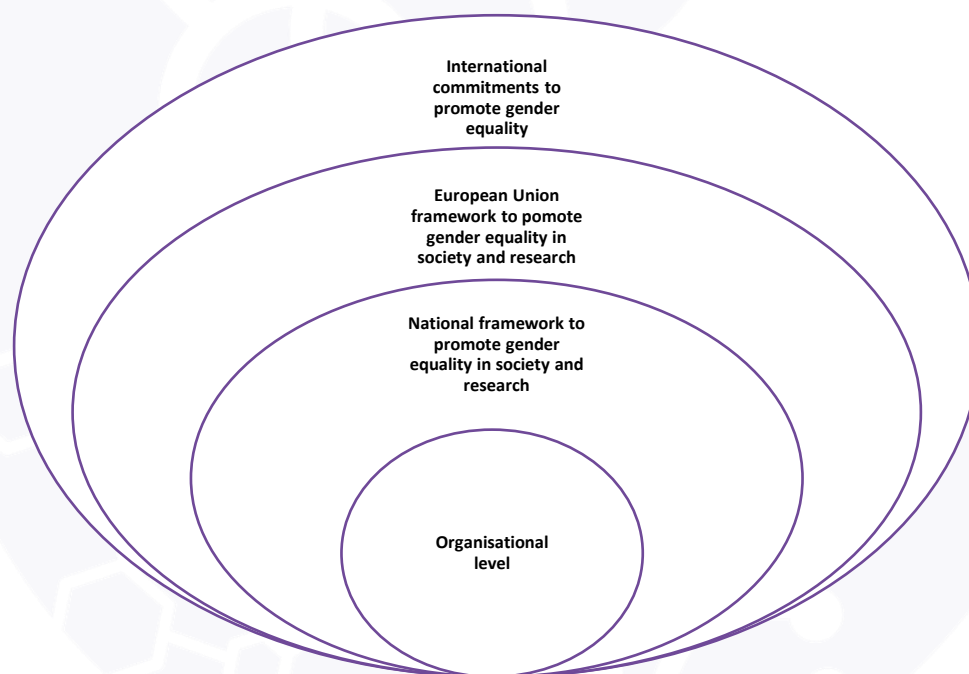 International
commitments to
promote gender
equality
European Union
framework to pomote
gender equality in
society and research
National framework to
promote gender
equality in society and
research
Organisational
level